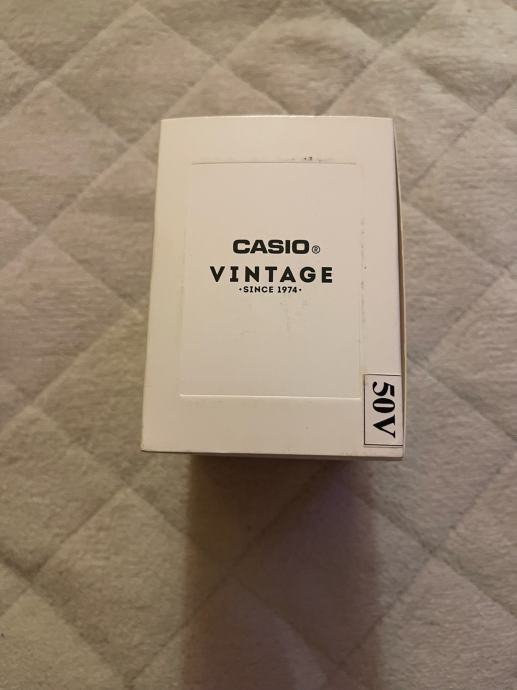 CASIO®
VINTAGE
•SINCE 1974•
50V